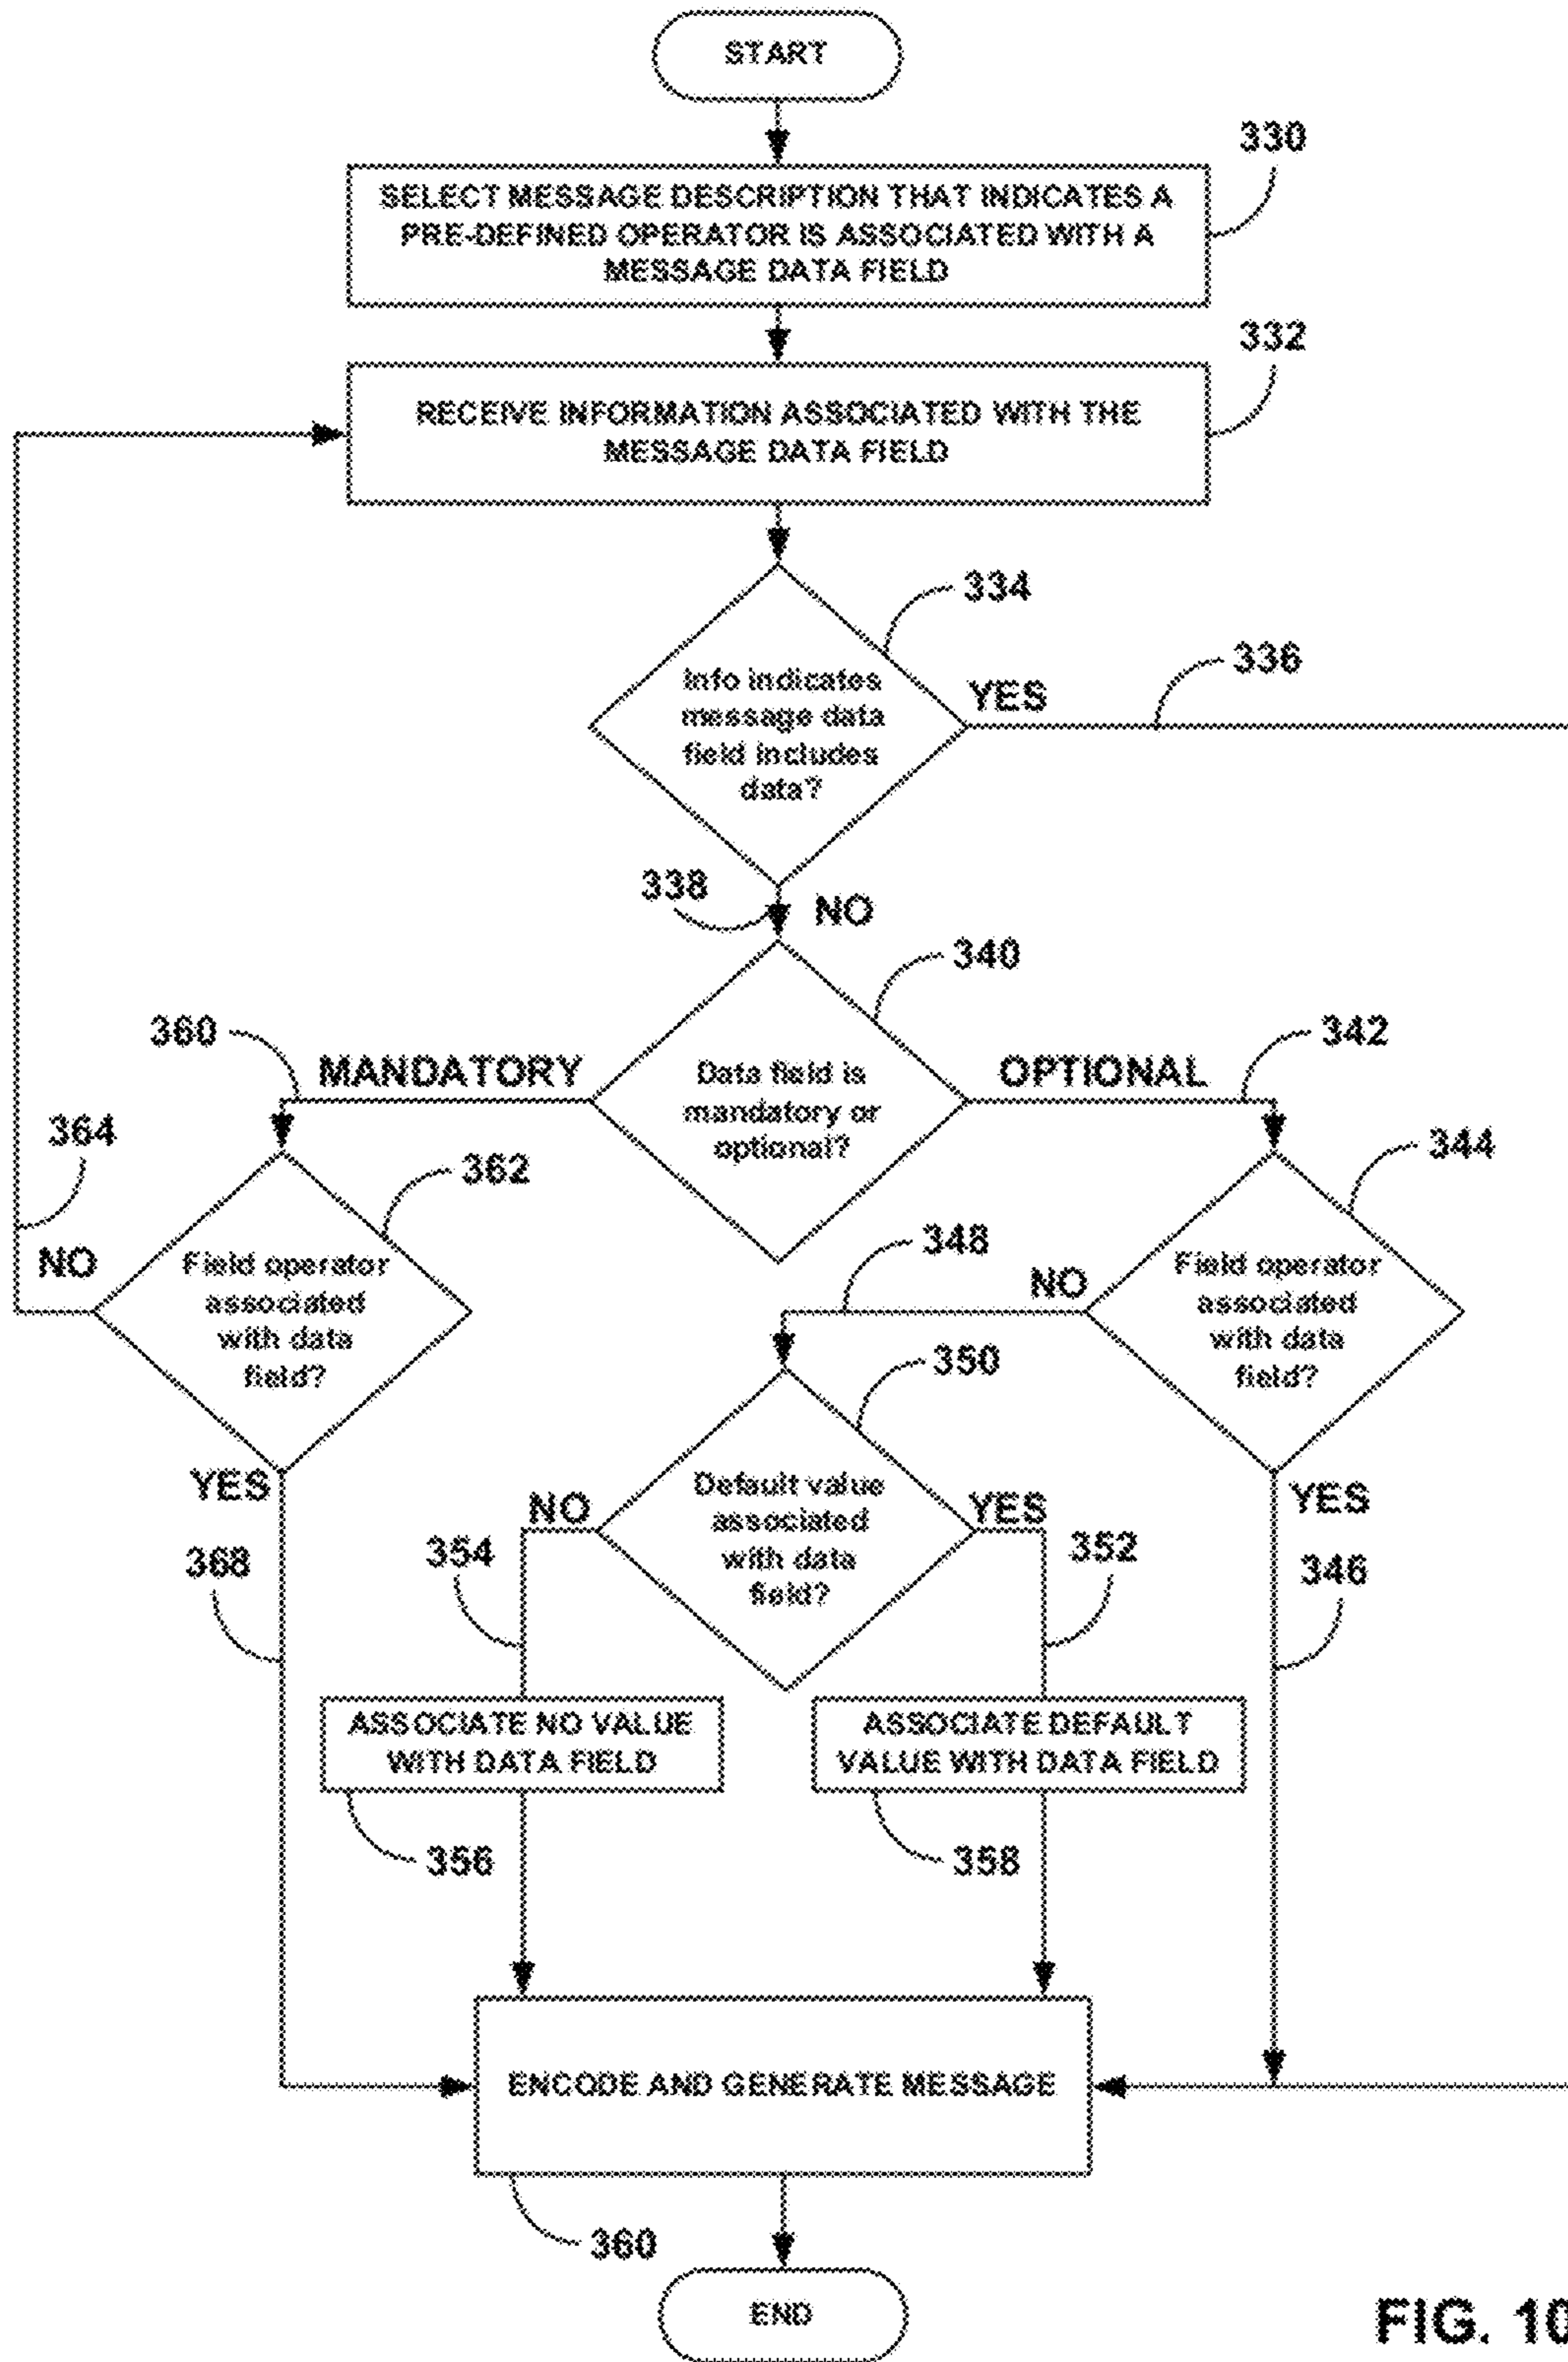 START
330
SELECT MESSAGE DESCRIPTION THAT INDICATES A
PRE-DEFINED OPERATOR IS ASSOCIATED WITH A
MESSAGE DATA FIELD
332
RECEIVE INFORMATION ASSOCIATED WITH THE
MESSAGE DATA FIELD
334
Info indicates
message data
field includes
data?
YES
336
338
NO
340
Data field is
mandatory or
optional?
360
MANDATORY
OPTIONAL
342
364
362
NO
Field operator
associated
with data
field?
YES
368
344
Field operator
associated
with data
field?
348
NO
YES
346
350
Default value
associated
with data
field?
NO
354
YES
352
ASSOCIATE NO VALUE
WITH DATA FIELD
356
ASSOCIATE DEFAULT
VALUE WITH DATA FIELD
358
ENCODE AND GENERATE MESSAGE
360
END
FIG. 10